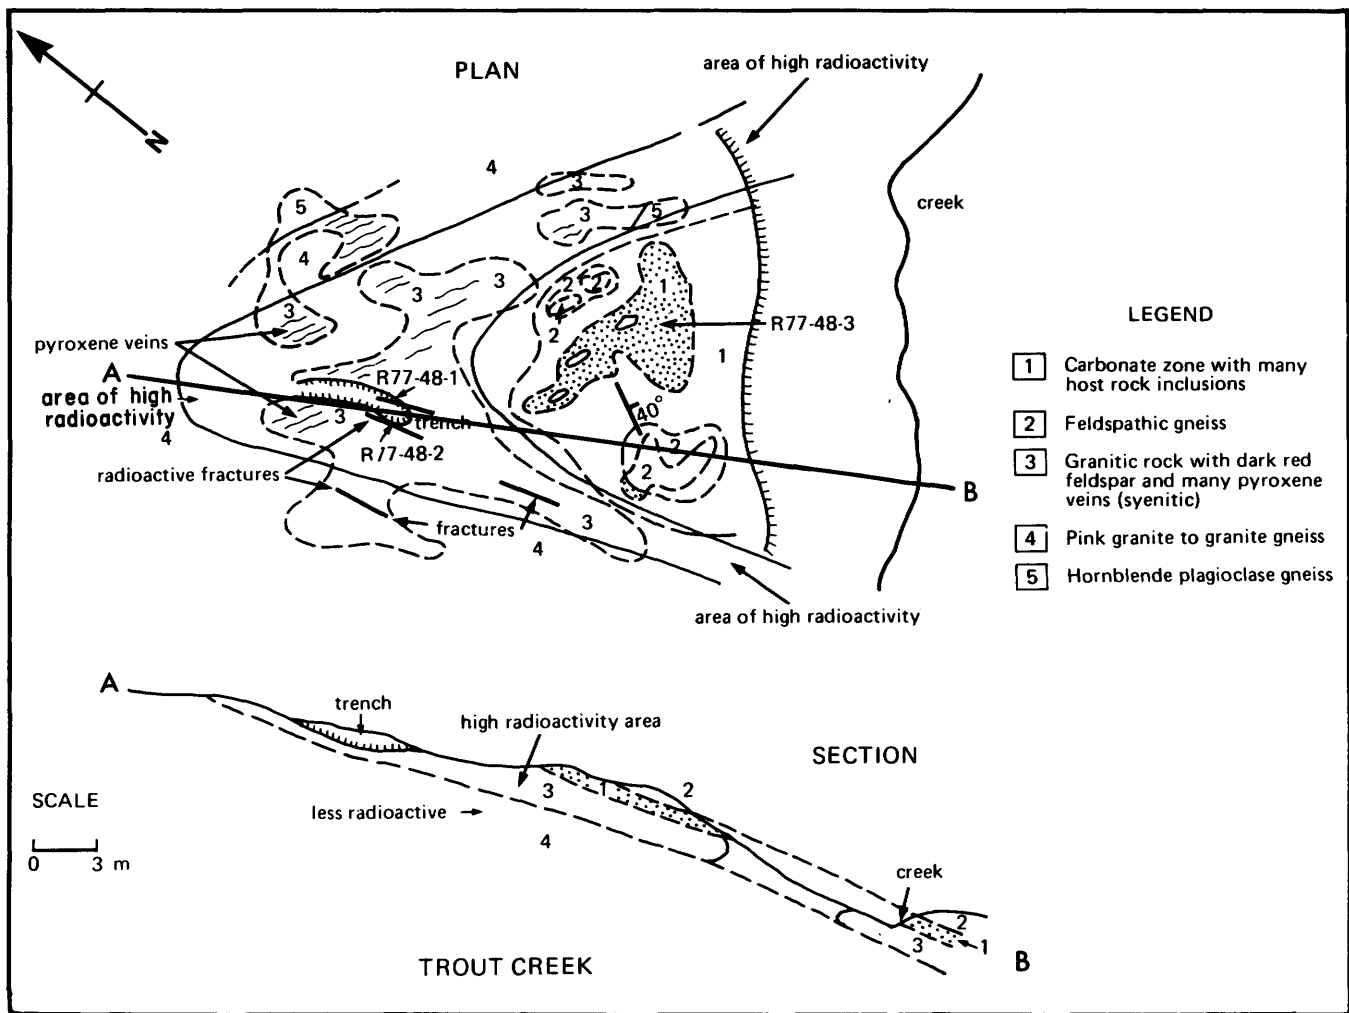 PLAN
area of high radioactivity
N
4
3
creek
5
3
5
4
2
2
1
3
3
3
2
R77-48-3
1
pyroxene veins
A
R77-48-1
area of high
radioactivity
4
3
trench
40°
R/7-48-2
2
2
B
radioactive fractures
fractures
3
4
area of high radioactivity
LEGEND
1 Carbonate zone with many
host rock inclusions
2 Feldspathic gneiss
3 Granitic rock with dark red
feldspar and many pyroxene
veins (syenitic)
4 Pink granite to granite gneiss
5 Hornblende plagioclase gneiss
A
trench
high radioactivity area
SECTION
SCALE
0 3 m
3
1
2
less radioactive
4
creek
2
3
1
B
TROUT CREEK